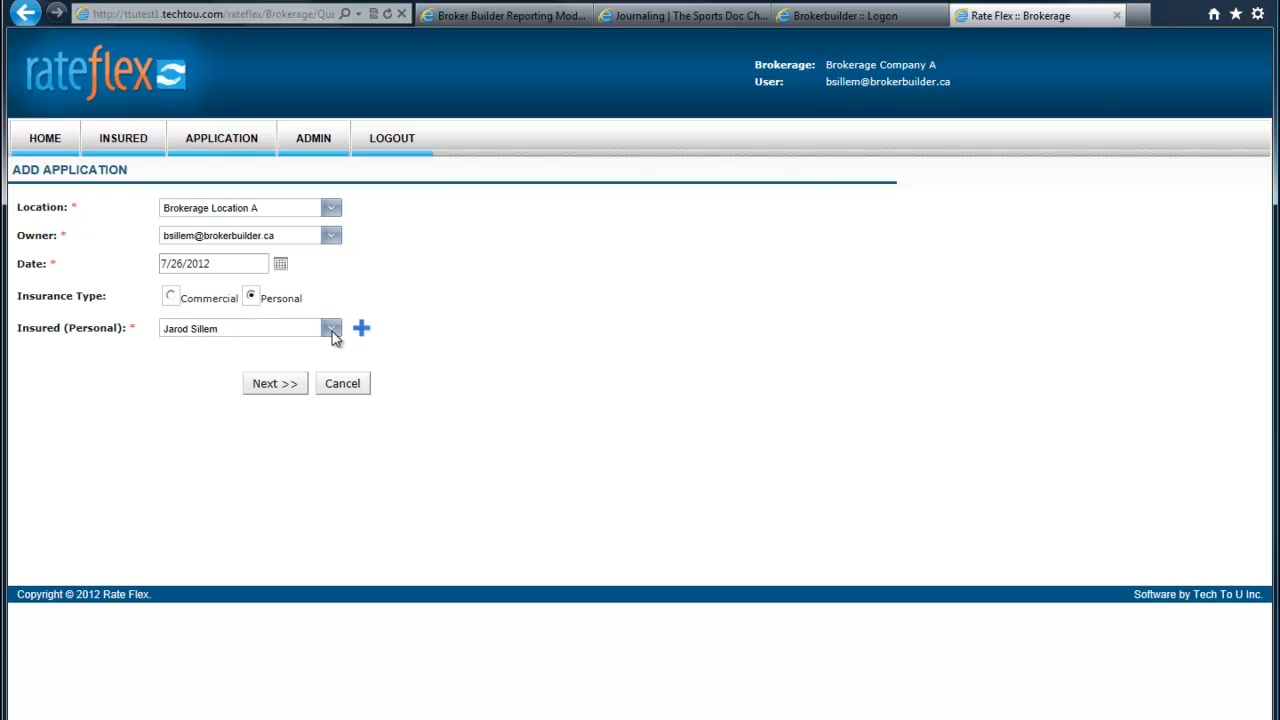 http://ttutest1.techtou.com/rateflex/Brokerage/Quo
Broker Builder Reporting Mod...
Journaling | The Sports Doc Ch...
Brokerbuilder :: Logon
Rate Flex :: Brokerage
rateflex
Brokerage: Brokerage Company A
User: bsillem@brokerbuilder.ca
HOME INSURED APPLICATION ADMIN LOGOUT
ADD APPLICATION
Location: * Brokerage Location A
Owner: * bsillem@brokerbuilder.ca
Date: * 7/26/2012
Insurance Type: Commercial Personal
Insured (Personal): * Jarod Sillem
Next >> Cancel
Copyright © 2012 Rate Flex. Software by Tech To U Inc.